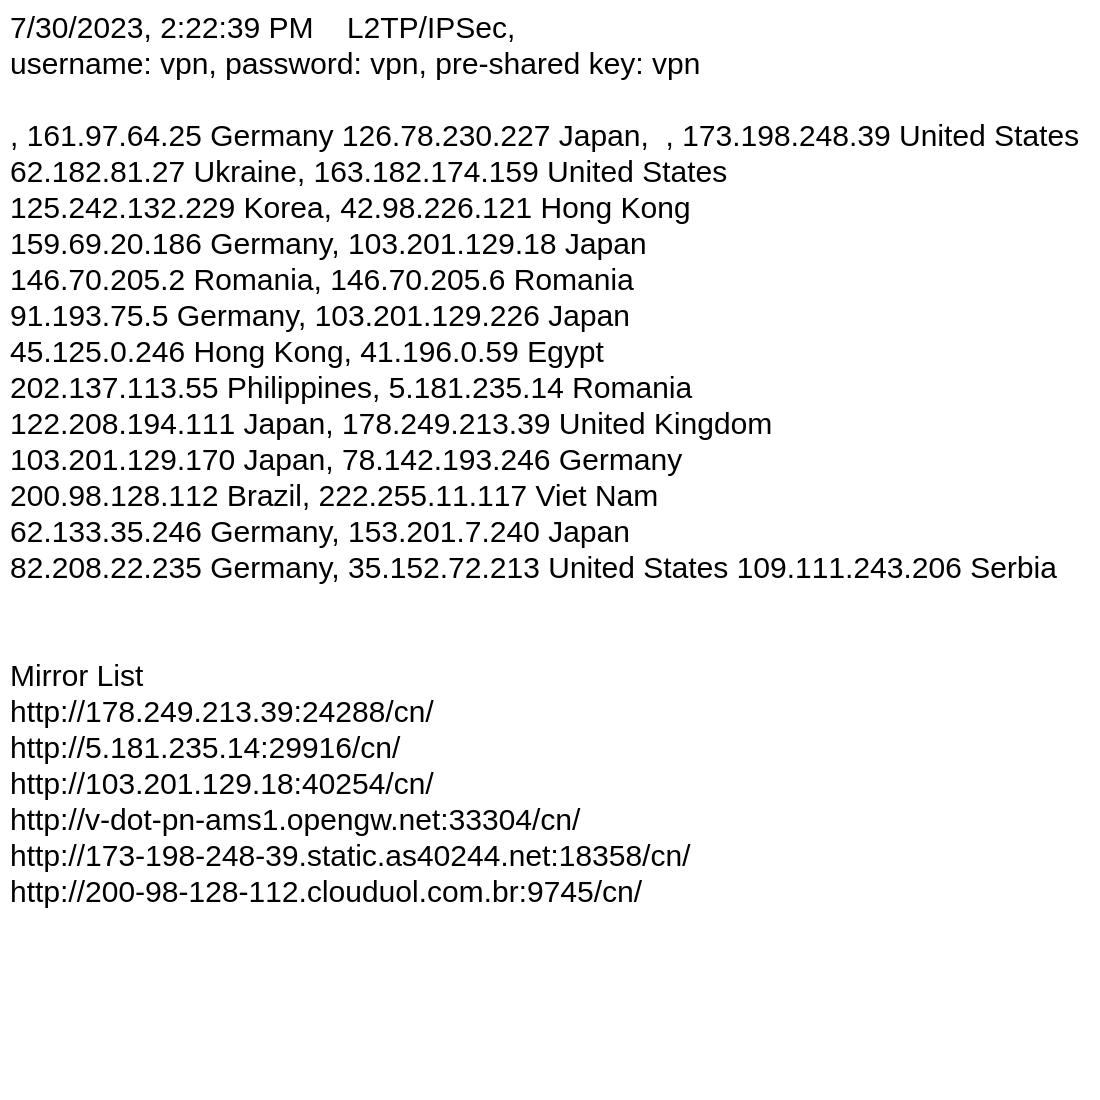 7/30/2023, 2:22:39 PM    L2TP/IPSec,
username: vpn, password: vpn, pre-shared key: vpn
, 161.97.64.25 Germany 126.78.230.227 Japan,  , 173.198.248.39 United States
62.182.81.27 Ukraine, 163.182.174.159 United States
125.242.132.229 Korea, 42.98.226.121 Hong Kong
159.69.20.186 Germany, 103.201.129.18 Japan
146.70.205.2 Romania, 146.70.205.6 Romania
91.193.75.5 Germany, 103.201.129.226 Japan
45.125.0.246 Hong Kong, 41.196.0.59 Egypt
202.137.113.55 Philippines, 5.181.235.14 Romania
122.208.194.111 Japan, 178.249.213.39 United Kingdom
103.201.129.170 Japan, 78.142.193.246 Germany
200.98.128.112 Brazil, 222.255.11.117 Viet Nam
62.133.35.246 Germany, 153.201.7.240 Japan
82.208.22.235 Germany, 35.152.72.213 United States 109.111.243.206 Serbia
Mirror List
http://178.249.213.39:24288/cn/
http://5.181.235.14:29916/cn/
http://103.201.129.18:40254/cn/
http://v-dot-pn-ams1.opengw.net:33304/cn/
http://173-198-248-39.static.as40244.net:18358/cn/
http://200-98-128-112.clouduol.com.br:9745/cn/